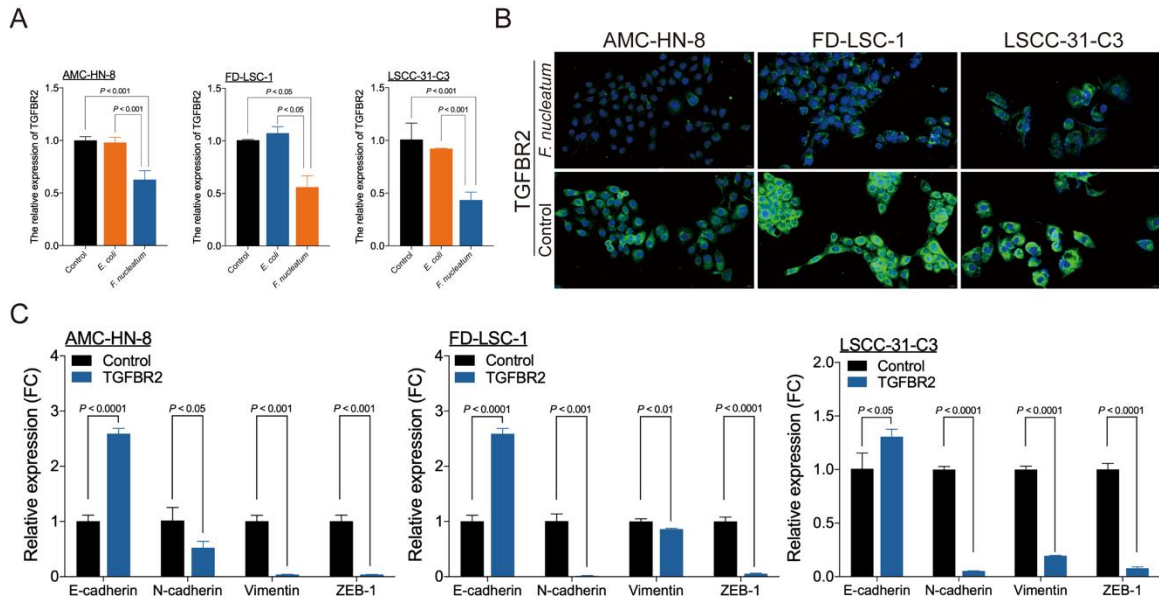 A
AMC-HN-8
The relative expression of TGFBR2
1.5
1.0
0.5
0.0
P < 0.001
P < 0.001
Control
E. coli
F. nucleatum
FD-LSC-1
The relative expression of TGFBR2
1.5
1.0
0.5
0.0
P < 0.05
P < 0.05
Control
E. coli
F. nucleatum
LSCC-31-C3
The relative expression of TGFBR2
1.5
1.0
0.5
0.0
P < 0.001
P < 0.001
Control
E. coli
F. nucleatum
B
AMC-HN-8
FD-LSC-1
LSCC-31-C3
TGFBR2
F. nucleatum
Control
C
AMC-HN-8
Control
TGFBR2
Relative expression (FC)
4
3
2
1
0
P < 0.0001
P < 0.05
P < 0.001
P < 0.001
E-cadherin
N-cadherin
Vimentin
ZEB-1
FD-LSC-1
Control
TGFBR2
Relative expression (FC)
4
3
2
1
0
P < 0.0001
P < 0.001
P < 0.01
P < 0.0001
E-cadherin
N-cadherin
Vimentin
ZEB-1
LSCC-31-C3
Control
TGFBR2
Relative expression (FC)
2.0
1.5
1.0
0.5
0.0
P < 0.05
P < 0.0001
P < 0.0001
P < 0.0001
E-cadherin
N-cadherin
Vimentin
ZEB-1